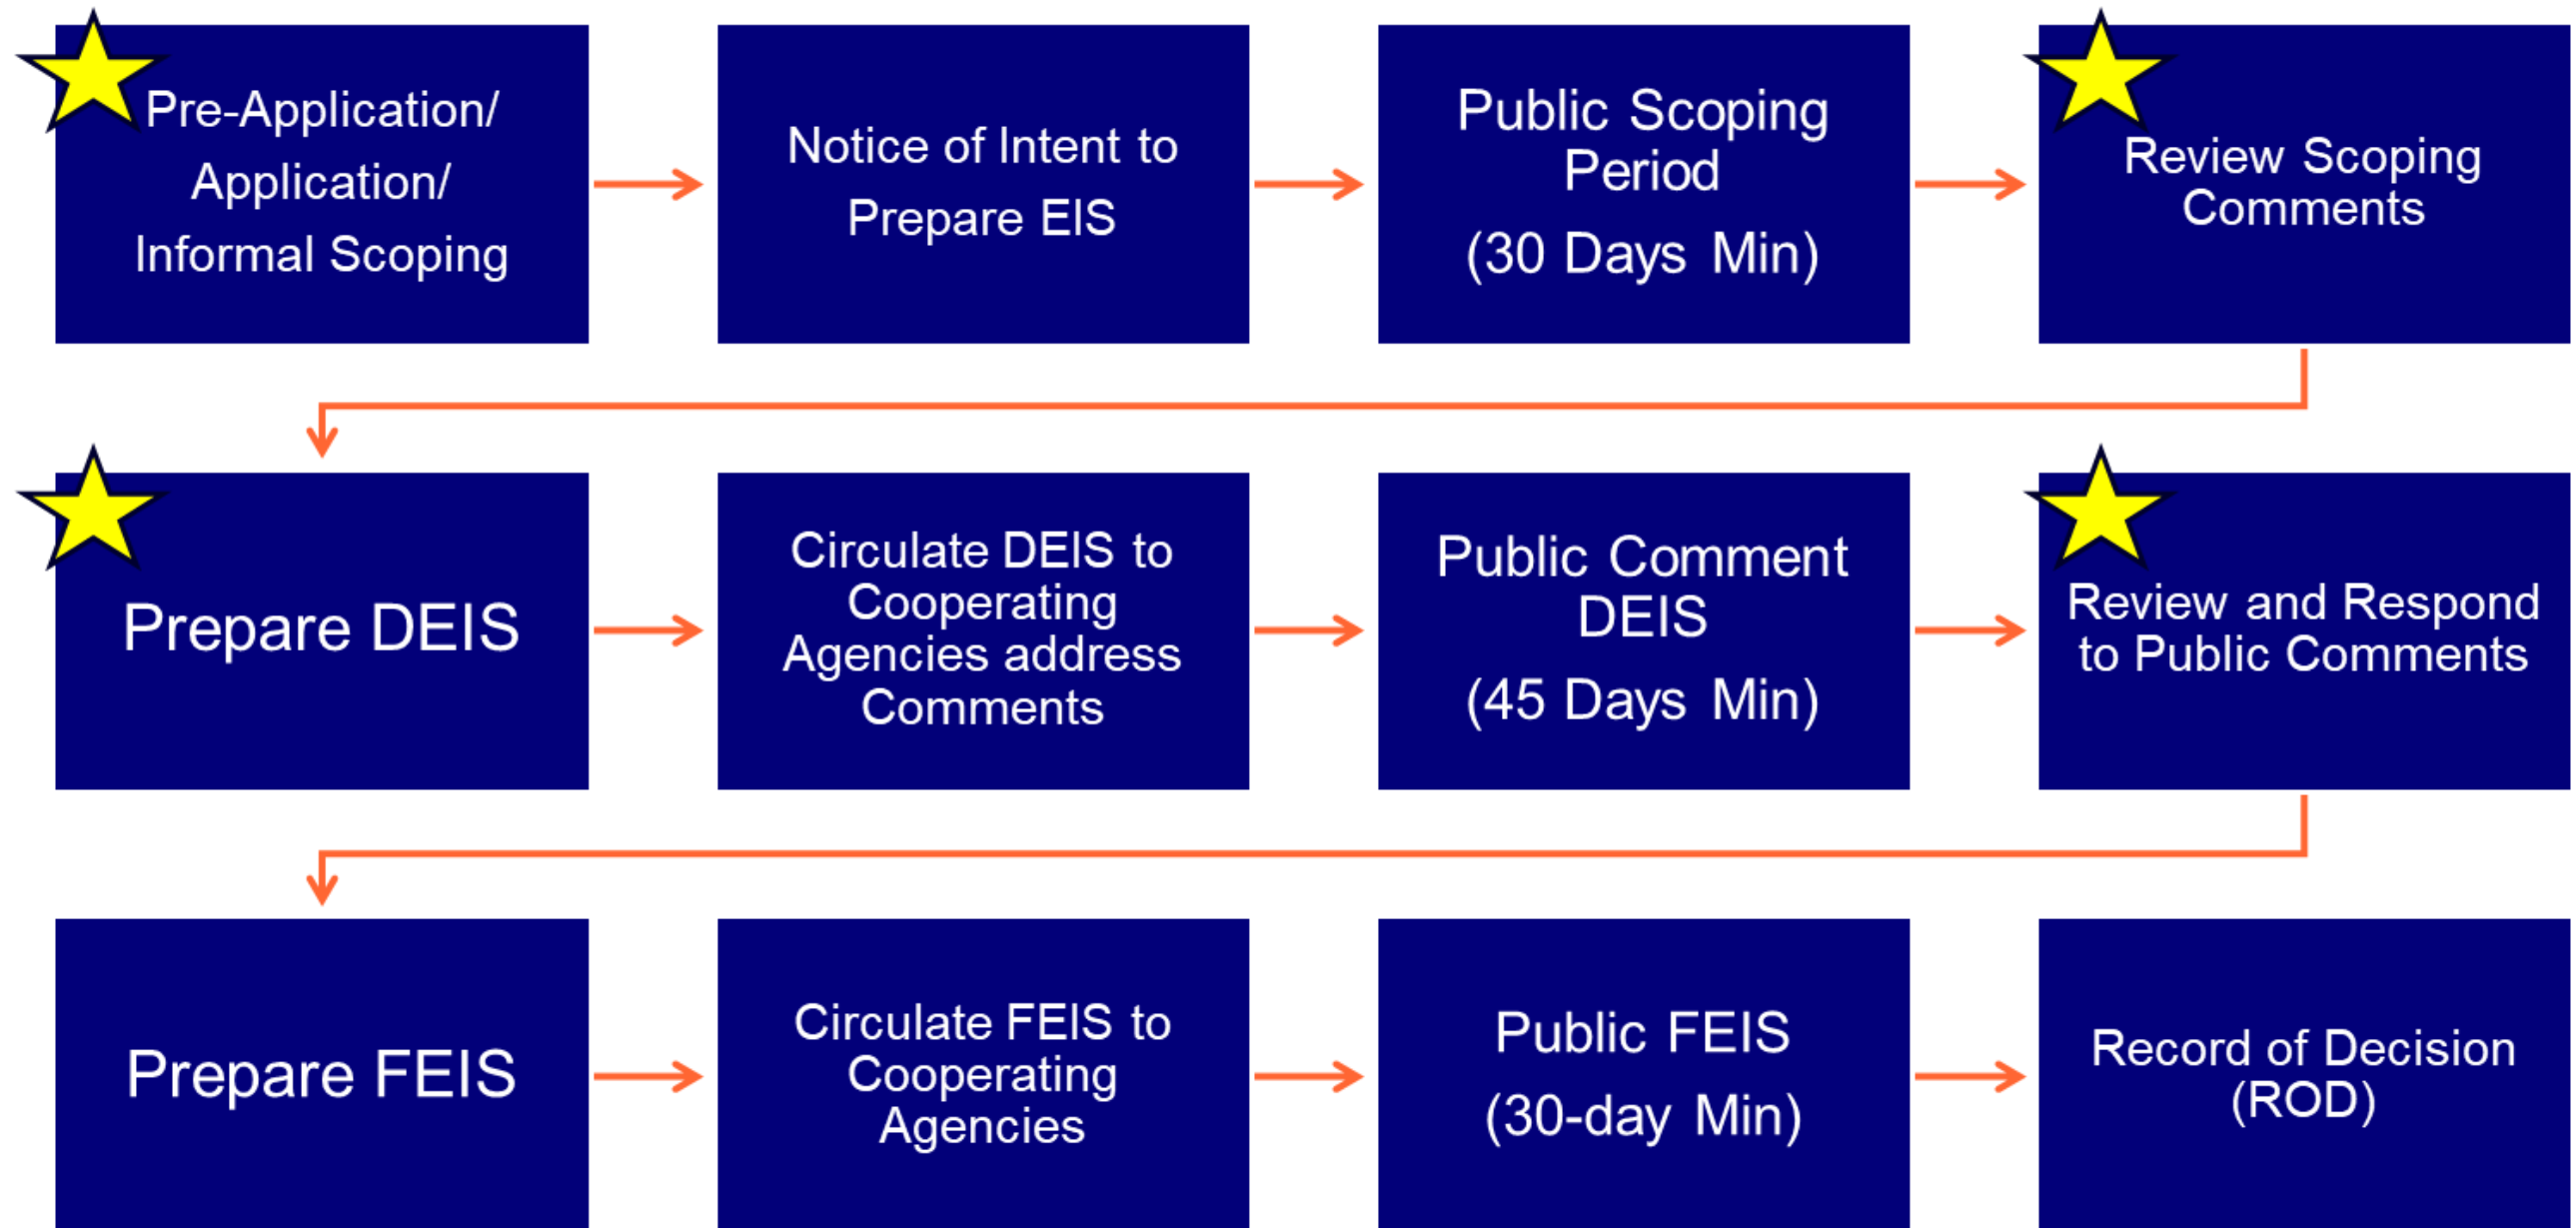 Pre-Application/
Application/
Informal Scoping
Notice of Intent to
Prepare EIS
Public Scoping
Period
(30 Days Min)
Review Scoping
Comments
Prepare DEIS
Circulate DEIS to
Cooperating
Agencies address
Comments
Public Comment
DEIS
(45 Days Min)
Review and Respond
to Public Comments
Prepare FEIS
Circulate FEIS to
Cooperating
Agencies
Public FEIS
(30-day Min)
Record of Decision
(ROD)